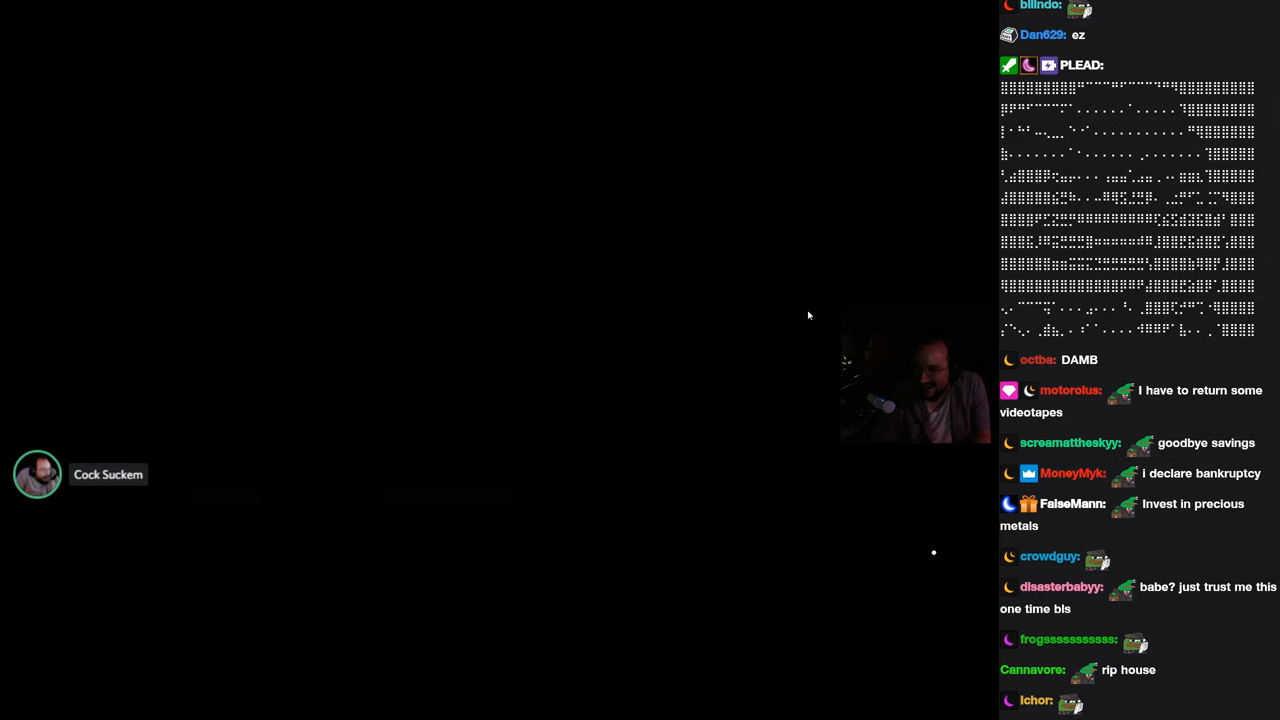 blindo:
Dan629: ez
PLEAD:
octba: DAMB
motorolus: I have to return some
videotapes
screamattheskyy: goodbye savings
MoneyMyk: i declare bankruptcy
FalseMann: Invest in precious
metals
crowdguy:
disasterbabyy: babe? just trust me this
one time bls
frogsssssssssss:
Cannavore: rip house
Ichor:
Cock Suckem